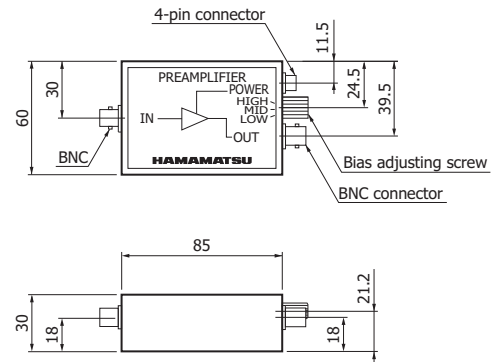 4-pin connector
11.5
24.5
39.5
30
60
PREAMPLIFIER
POWER
HIGH
MID
LOW
IN
OUT
HAMAMATSU
BNC
Bias adjusting screw
BNC connector
85
21.2
30
18
18